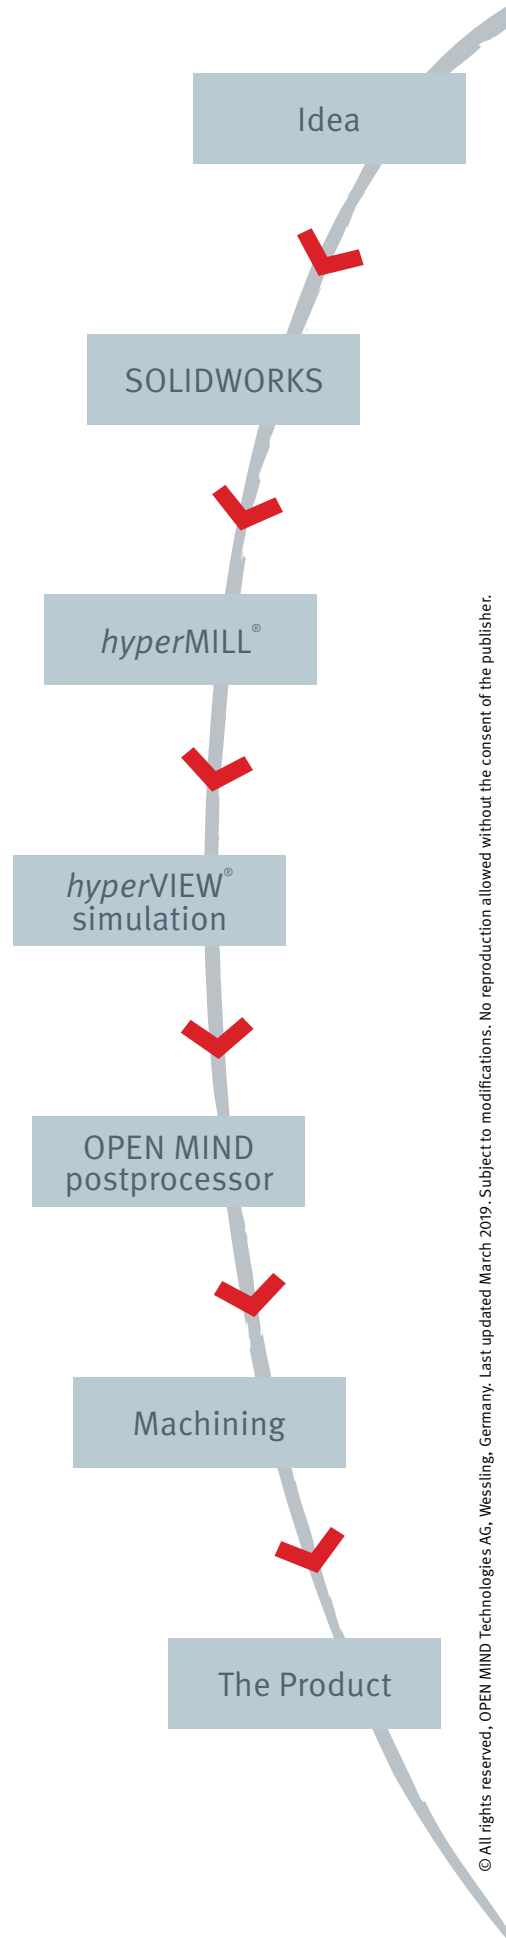 Idea
SOLIDWORKS
hyperMILL®
hyperVIEW®
simulation
OPEN MIND
postprocessor
Machining
The Product
© All rights reserved, OPEN MIND Technologies AG, Wessling, Germany. Last updated March 2019. Subject to modifications. No reproduction allowed without the consent of the publisher.